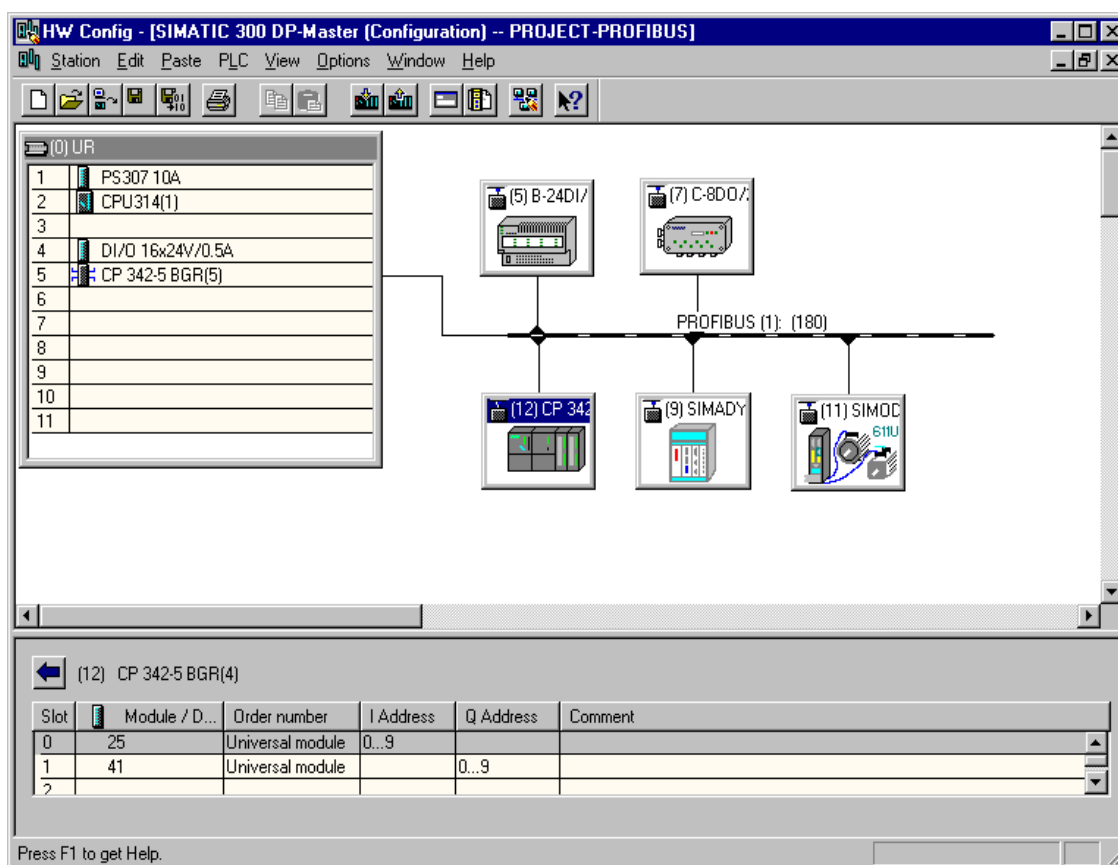 HW Config - [SIMATIC 300 DP-Master (Configuration) -- PROJECT-PROFIBUS]
Station Edit Paste PLC View Options Window Help
(0) UR
1 PS307 10A
2 CPU314(1)
3
4 DI/O 16x24V/0.5A
5 CP 342-5 BGR(5)
6
7
8
9
10
11
(5) B-24DI/
(7) C-8DO/2
PROFIBUS (1): (180)
(12) CP 342
(9) SIMADY
(11) SIMOD
611U
(12) CP 342-5 BGR(4)
Slot Module / D... Order number I Address Q Address Comment
0 25 Universal module 0...9
1 41 Universal module 0...9
2
Press F1 to get Help.